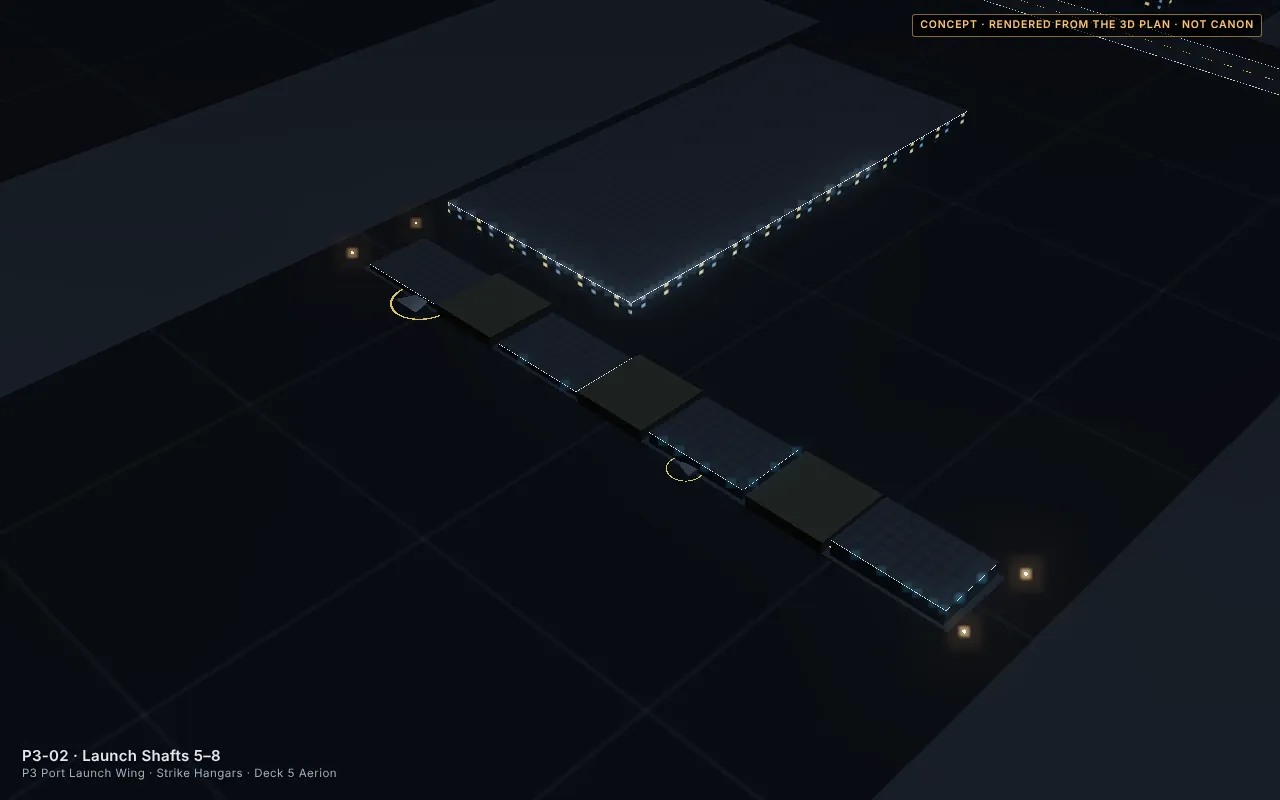 CONCEPT · RENDERED FROM THE 3D PLAN · NOT CANON
P3-02 · Launch Shafts 5–8
P3 Port Launch Wing · Strike Hangars · Deck 5 Aerion